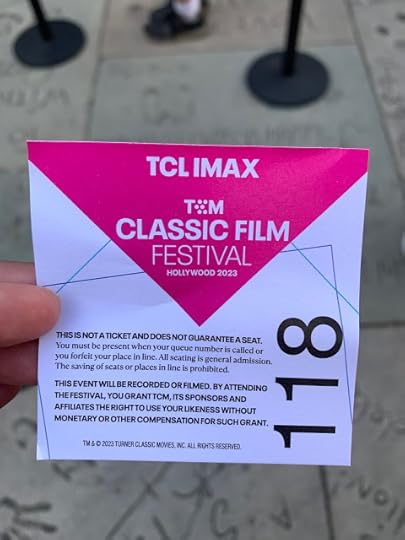 TCL IMAX
TCM
CLASSIC FILM
FESTIVAL
HOLLYWOOD 2023
THIS IS NOT A TICKET AND DOES NOT GUARANTEE A SEAT.
You must be present when your queue number is called or
you forfeit your place in line. All seating is general admission.
The saving of seats or places in line is prohibited.
THIS EVENT WILL BE RECORDED OR FILMED. BY ATTENDING
THE FESTIVAL, YOU GRANT TCM, ITS SPONSORS AND
AFFILIATES THE RIGHT TO USE YOUR LIKENESS WITHOUT
MONETARY OR OTHER COMPENSATION FOR SUCH GRANT.
TM & © 2023 TURNER CLASSIC MOVIES, INC. ALL RIGHTS RESERVED.
118